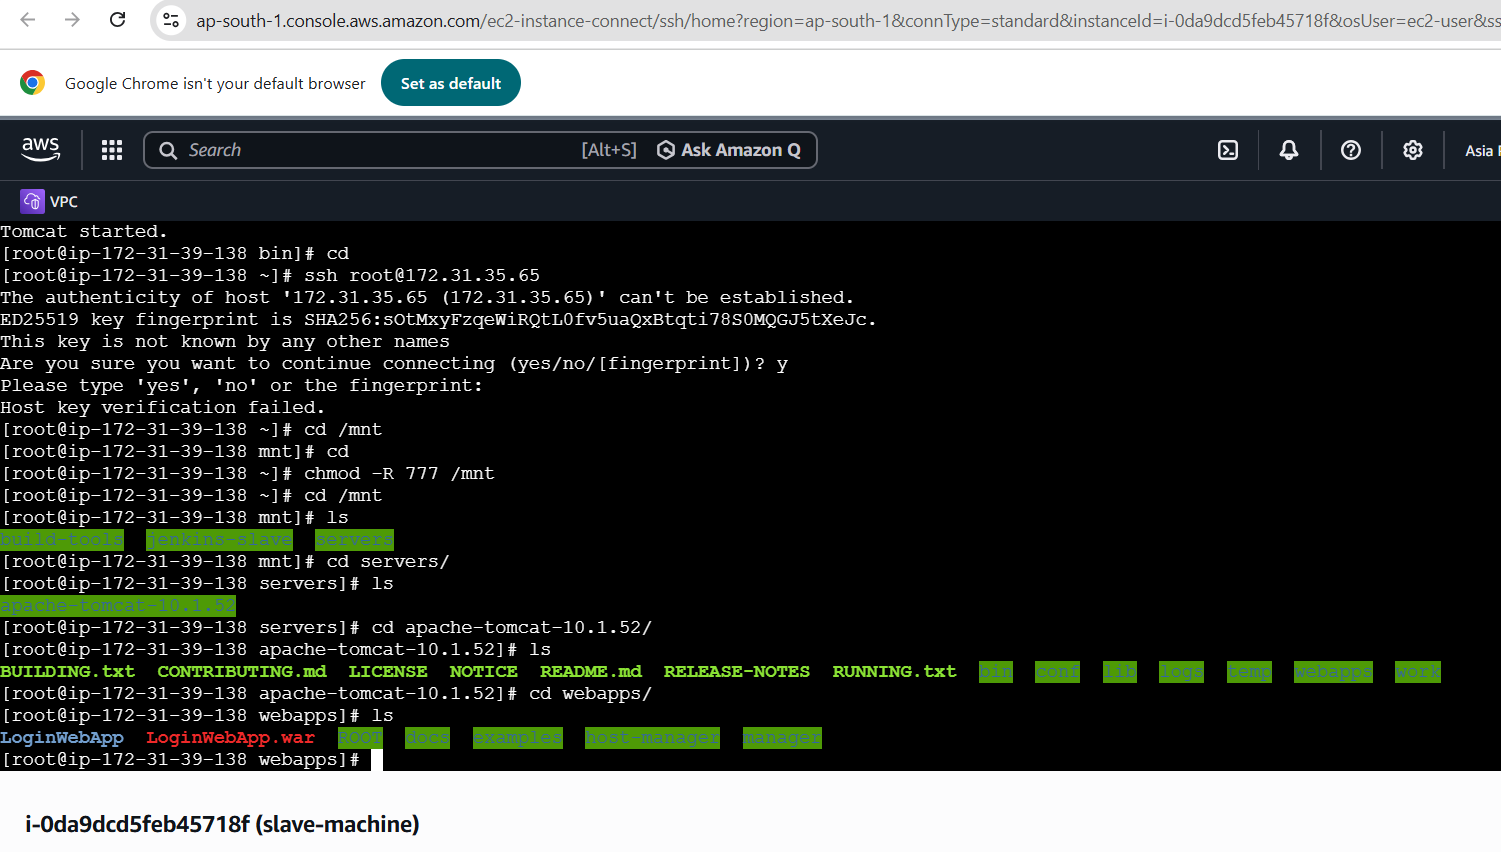 ap-south-1.console.aws.amazon.com/ec2-instance-connect/ssh/home?region=ap-south-1&connType=standard&instanceId=i-0da9dcd5feb45718f&osUser=ec2-user&ss
Google Chrome isn't your default browser Set as default
aws Search [Alt+S] Ask Amazon Q Asia
VPC
Tomcat started.
[root@ip-172-31-39-138 bin]# cd
[root@ip-172-31-39-138 ~]# ssh root@172.31.35.65
The authenticity of host '172.31.35.65 (172.31.35.65)' can't be established.
ED25519 key fingerprint is SHA256:sOtMxyFzqeWiRQtL0fv5uaQxBtqti78S0MQGJ5tXeJc.
This key is not known by any other names
Are you sure you want to continue connecting (yes/no/[fingerprint])? y
Please type 'yes', 'no' or the fingerprint:
Host key verification failed.
[root@ip-172-31-39-138 ~]# cd /mnt
[root@ip-172-31-39-138 mnt]# cd
[root@ip-172-31-39-138 ~]# chmod -R 777 /mnt
[root@ip-172-31-39-138 ~]# cd /mnt
[root@ip-172-31-39-138 mnt]# ls
build-tools jenkins-slave servers
[root@ip-172-31-39-138 mnt]# cd servers/
[root@ip-172-31-39-138 servers]# ls
apache-tomcat-10.1.52
[root@ip-172-31-39-138 servers]# cd apache-tomcat-10.1.52/
[root@ip-172-31-39-138 apache-tomcat-10.1.52]# ls
BUILDING.txt CONTRIBUTING.md LICENSE NOTICE README.md RELEASE-NOTES RUNNING.txt bin conf lib logs temp webapps work
[root@ip-172-31-39-138 apache-tomcat-10.1.52]# cd webapps/
[root@ip-172-31-39-138 webapps]# ls
LoginWebApp LoginWebApp.war ROOT docs examples host-manager manager
[root@ip-172-31-39-138 webapps]#
i-0da9dcd5feb45718f (slave-machine)